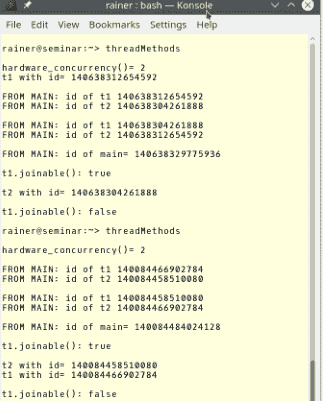 rainer : bash — Konsole
File Edit View Bookmarks Settings Help
rainer@seminar:~> threadMethods
hardware_concurrency()= 2
t1 with id= 140638312654592
FROM MAIN: id of t1 140638312654592
FROM MAIN: id of t2 140638304261888
FROM MAIN: id of t1 140638304261888
FROM MAIN: id of t2 140638312654592
FROM MAIN: id of main= 140638329775936
t1.joinable(): true
t2 with id= 140638304261888
t1.joinable(): false
rainer@seminar:~> threadMethods
hardware_concurrency()= 2
FROM MAIN: id of t1 140084466902784
FROM MAIN: id of t2 140084458510080
FROM MAIN: id of t1 140084458510080
FROM MAIN: id of t2 140084466902784
FROM MAIN: id of main= 140084484024128
t1.joinable(): true
t2 with id= 140084458510080
t1 with id= 140084466902784
t1.joinable(): false